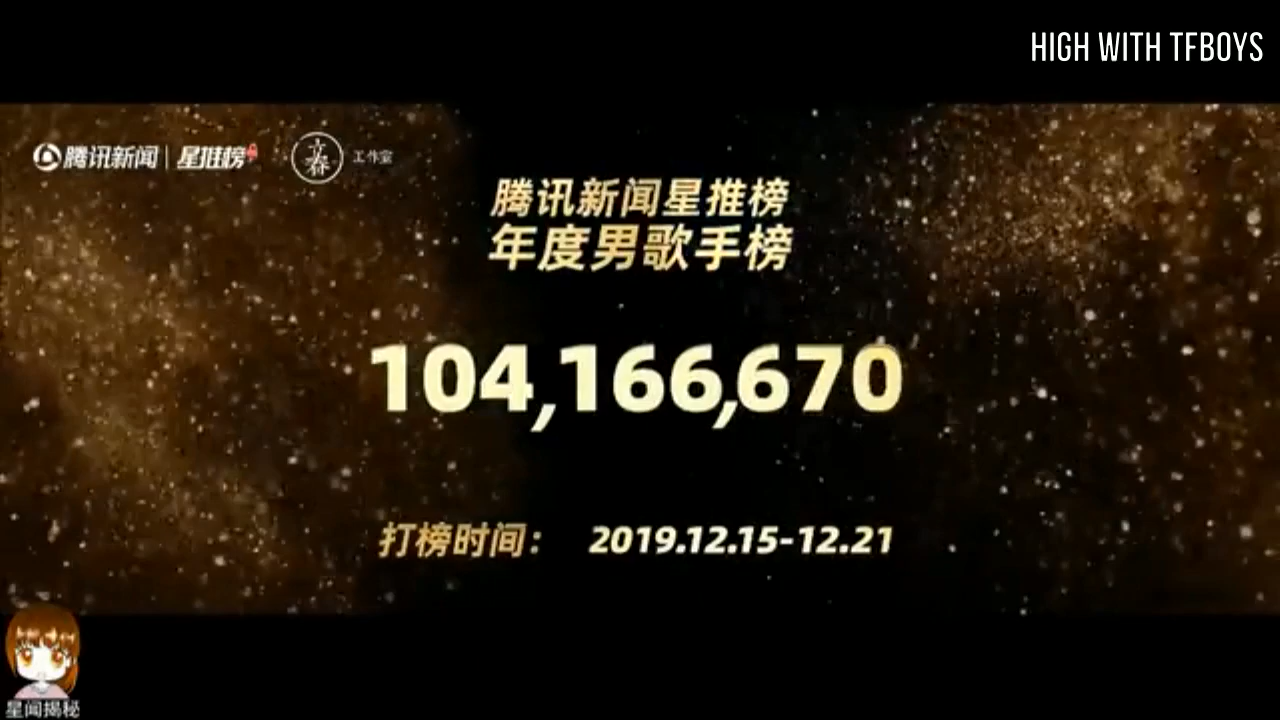 HIGH WITH TFBOYS
腾讯新闻 | 星推榜 立春 工作室
腾讯新闻星推榜
年度男歌手榜
104,166,670
打榜时间： 2019.12.15-12.21
星闻揭秘